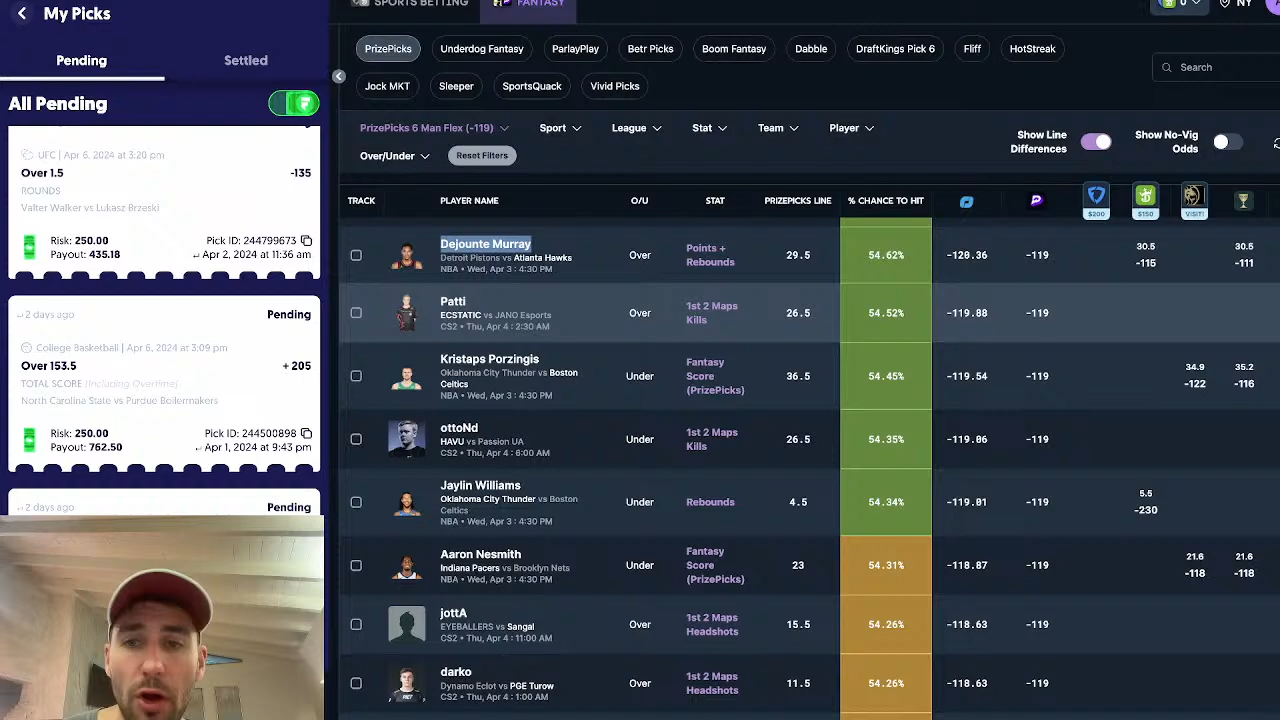 My Picks
Pending
Settled
All Pending
UFC | Apr 6, 2024 at 3:20 pm
Over 1.5
-135
ROUNDS
Valter Walker vs Lukasz Brzeski
Risk: 250.00
Pick ID: 244799673
Payout: 435.18
Apr 2, 2024 at 11:36 am
2 days ago
Pending
College Basketball | Apr 6, 2024 at 3:09 pm
Over 153.5
+ 205
TOTAL SCORE (Including Overtime)
North Carolina State vs Purdue Boilermakers
Risk: 250.00
Pick ID: 244500898
Payout: 762.50
Apr 1, 2024 at 9:43 pm
2 days ago
Pending
SPORTS BETTING
FANTASY
0
NY
PrizePicks
Underdog Fantasy
ParlayPlay
Betr Picks
Boom Fantasy
Dabble
DraftKings Pick 6
Fliff
HotStreak
Search
Jock MKT
Sleeper
SportsQuack
Vivid Picks
PrizePicks 6 Man Flex (-119)
Sport
League
Stat
Team
Player
Show Line Differences
Show No-Vig Odds
Over/Under
Reset Filters
TRACK
PLAYER NAME
O/U
STAT
PRIZEPICKS LINE
% CHANCE TO HIT
$200
$150
VISIT!
Dejounte Murray
Detroit Pistons vs Atlanta Hawks
NBA • Wed, Apr 3 : 4:30 PM
Over
Points + Rebounds
29.5
54.62%
-120.36
-119
30.5
-115
30.5
-111
Patti
ECSTATIC vs JANO Esports
CS2 • Thu, Apr 4 : 2:30 AM
Over
1st 2 Maps Kills
26.5
54.52%
-119.88
-119
Kristaps Porzingis
Oklahoma City Thunder vs Boston Celtics
NBA • Wed, Apr 3 : 4:30 PM
Under
Fantasy Score (PrizePicks)
36.5
54.45%
-119.54
-119
34.9
-122
35.2
-116
ottoNd
HAVU vs Passion UA
CS2 • Thu, Apr 4 : 6:00 AM
Under
1st 2 Maps Kills
26.5
54.35%
-119.06
-119
Jaylin Williams
Oklahoma City Thunder vs Boston Celtics
NBA • Wed, Apr 3 : 4:30 PM
Under
Rebounds
4.5
54.34%
-119.01
-119
5.5
-230
Aaron Nesmith
Indiana Pacers vs Brooklyn Nets
NBA • Wed, Apr 3 : 4:30 PM
Under
Fantasy Score (PrizePicks)
23
54.31%
-118.87
-119
21.6
-118
21.6
-118
jottA
EYEBALLERS vs Sangal
CS2 • Thu, Apr 4 : 11:00 AM
Under
1st 2 Maps Headshots
15.5
54.26%
-118.63
-119
darko
Dynamo Eclot vs PGE Turow
CS2 • Thu, Apr 4 : 1:00 AM
Over
1st 2 Maps Headshots
11.5
54.26%
-118.63
-119